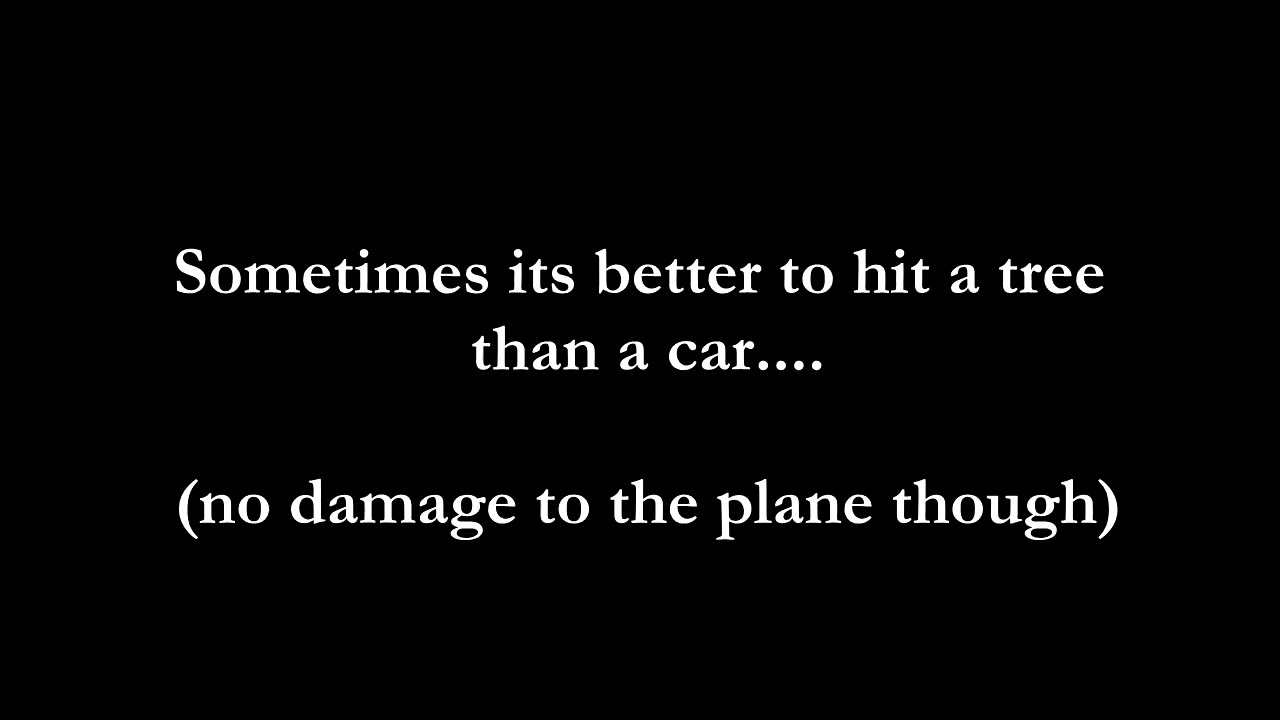 Sometimes its better to hit a tree
than a car....
(no damage to the plane though)